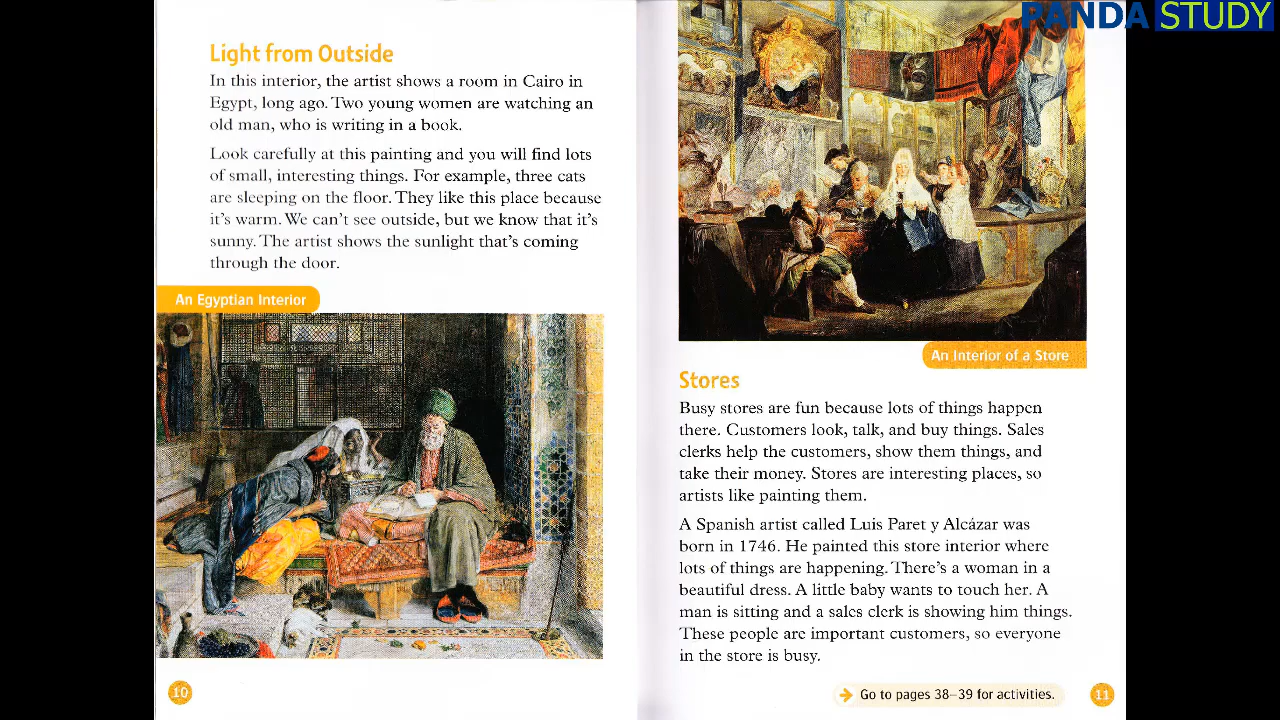 PANDA STUDY
Light from Outside
In this interior, the artist shows a room in Cairo in
Egypt, long ago. Two young women are watching an
old man, who is writing in a book.
Look carefully at this painting and you will find lots
of small, interesting things. For example, three cats
are sleeping on the floor. They like this place because
it's warm. We can't see outside, but we know that it's
sunny. The artist shows the sunlight that's coming
through the door.
An Egyptian Interior
10
An Interior of a Store
Stores
Busy stores are fun because lots of things happen
there. Customers look, talk, and buy things. Sales
clerks help the customers, show them things, and
take their money. Stores are interesting places, so
artists like painting them.
A Spanish artist called Luis Paret y Alcázar was
born in 1746. He painted this store interior where
lots of things are happening. There's a woman in a
beautiful dress. A little baby wants to touch her. A
man is sitting and a sales clerk is showing him things.
These people are important customers, so everyone
in the store is busy.
→ Go to pages 38–39 for activities.
11